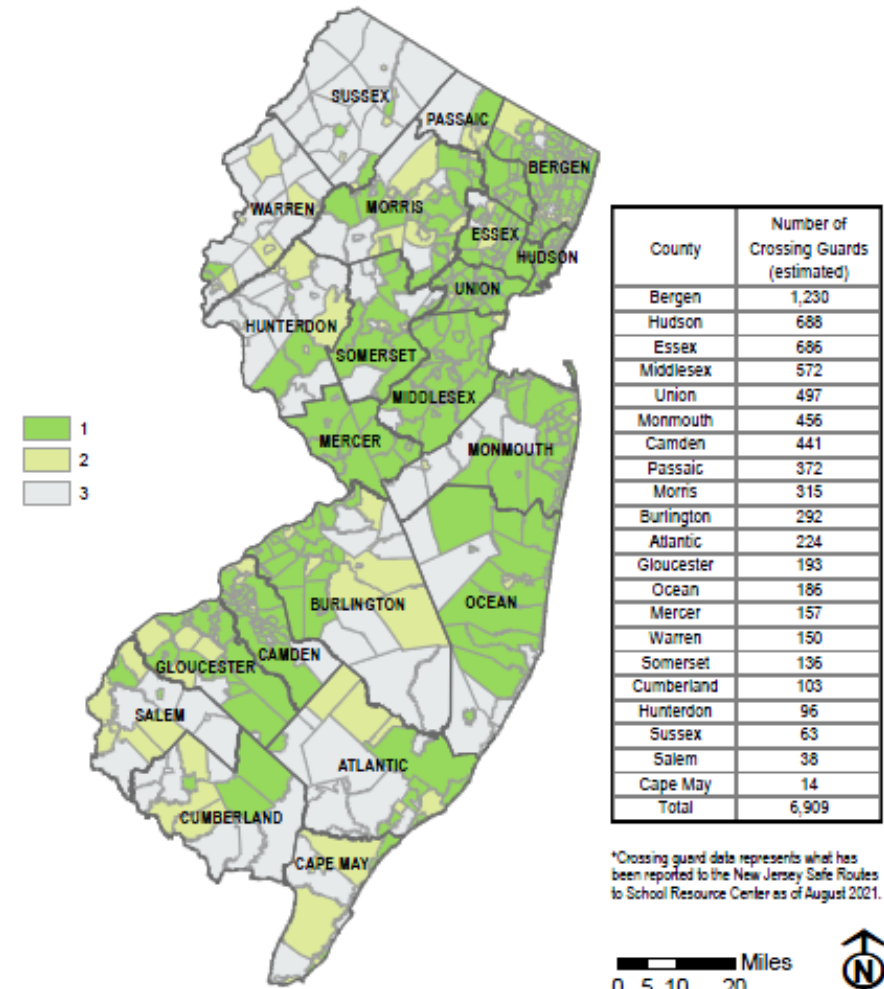 SUSSEX
PASSAIC
BERGEN
WARREN
MORRIS
ESSEX
HUDSON
UNION
HUNTERDON
SOMERSET
MIDDLESEX
MERCER
MONMOUTH
1
2
3
BURLINGTON
OCEAN
CAMDEN
GLOUCESTER
SALEM
ATLANTIC
CUMBERLAND
CAPE MAY
County Number of Crossing Guards (estimated)
Bergen 1,230
Hudson 688
Essex 686
Middlesex 572
Union 497
Monmouth 456
Camden 441
Passaic 372
Morris 315
Burlington 292
Atlantic 224
Gloucester 193
Ocean 186
Mercer 157
Warren 150
Somerset 136
Cumberland 103
Hunterdon 96
Sussex 63
Salem 38
Cape May 14
Total 6,909
*Crossing guard data represents what has
been reported to the New Jersey Safe Routes
to School Resource Center as of August 2021.
Miles
0 5 10 20
N